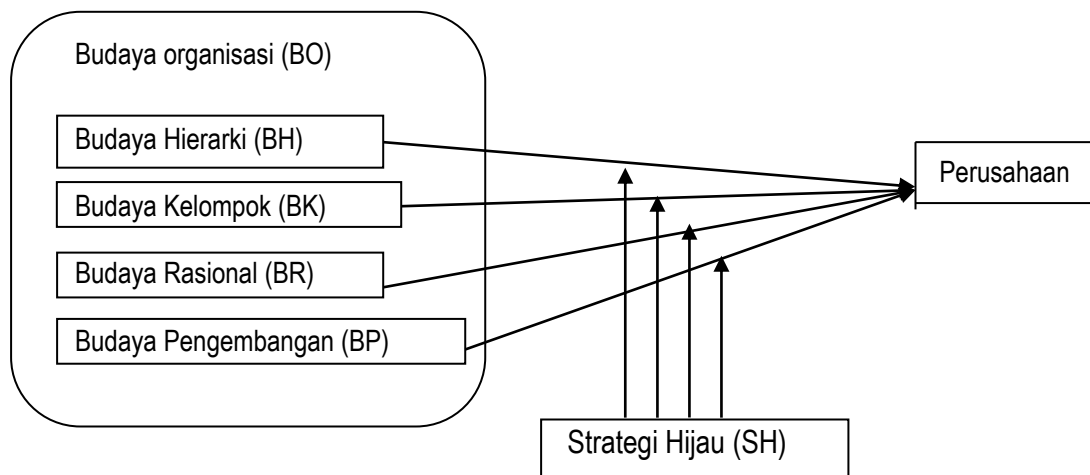 Budaya organisasi (BO)
Budaya Hierarki (BH)
Budaya Kelompok (BK)
Budaya Rasional (BR)
Budaya Pengembangan (BP)
Perusahaan
Strategi Hijau (SH)